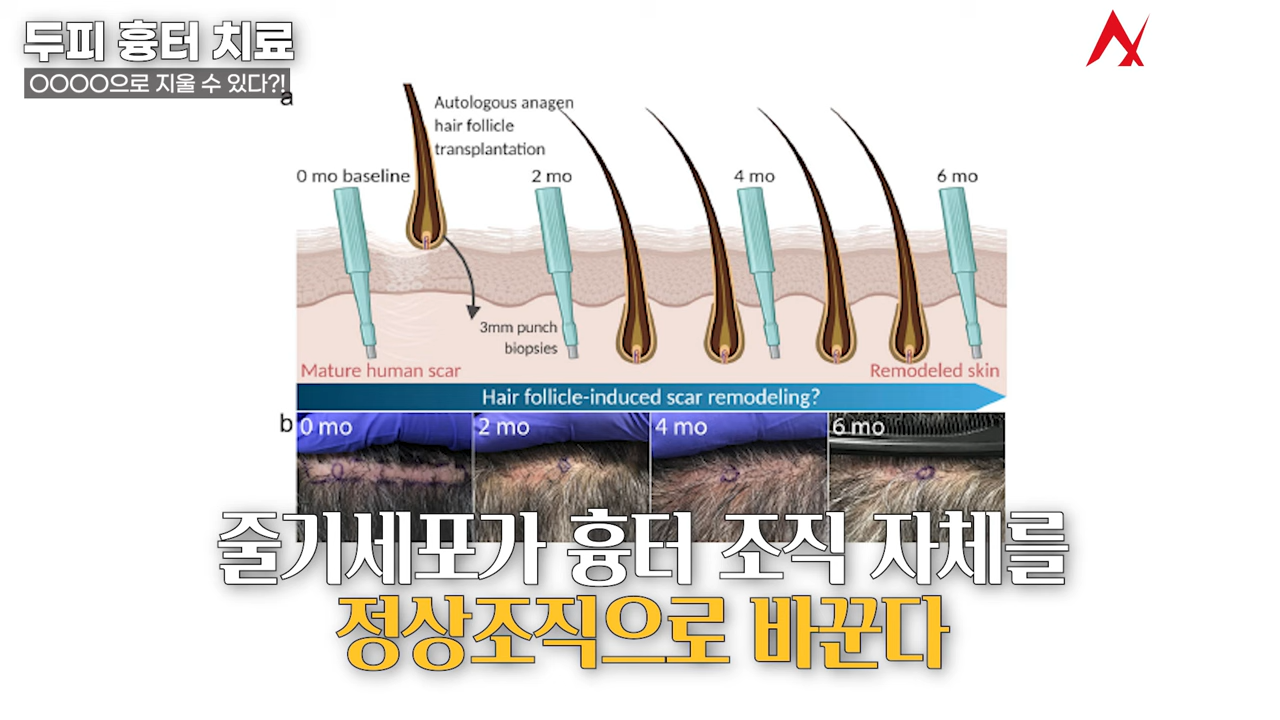 두피 흉터 치료
OOOO으로 지울 수 있다?!
a
Autologous anagen
hair follicle
transplantation
0 mo baseline
2 mo
4 mo
6 mo
3mm punch
biopsies
Mature human scar
Remodeled skin
Hair follicle-induced scar remodeling?
b
0 mo
2 mo
4 mo
6 mo
줄기세포가 흉터 조직 자체를
정상조직으로 바꾼다